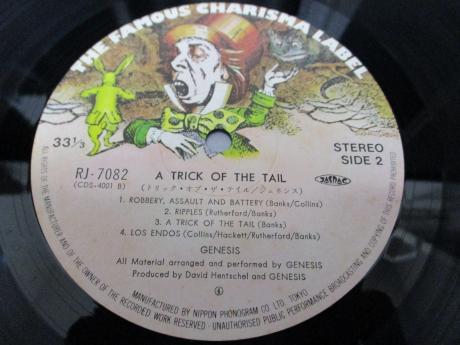 THE FAMOUS CHARISMA LABEL
33 1/3
STEREO
SIDE 2
RJ-7082
(CDS-4001 B)
A TRICK OF THE TAIL
(トリック・オブ・ザ・テイル/ジェネシス)
JASRAC
1. ROBBERY, ASSAULT AND BATTERY (Banks/Collins)
2. RIPPLES (Rutherford/Banks)
3. A TRICK OF THE TAIL (Banks)
4. LOS ENDOS (Collins/Hackett/Rutherford/Banks)
GENESIS
All Material arranged and performed by GENESIS
Produced by David Hentschel and GENESIS
4
MANUFACTURED BY NIPPON PHONOGRAM CO. LTD. TOKYO
ALL RIGHTS OF THE MANUFACTURER AND OF THE OWNER OF THE RECORDED WORK RESERVED · UNAUTHORISED PUBLIC PERFORMANCE BROADCASTING AND COPYING OF THIS RECORD PROHIBITED